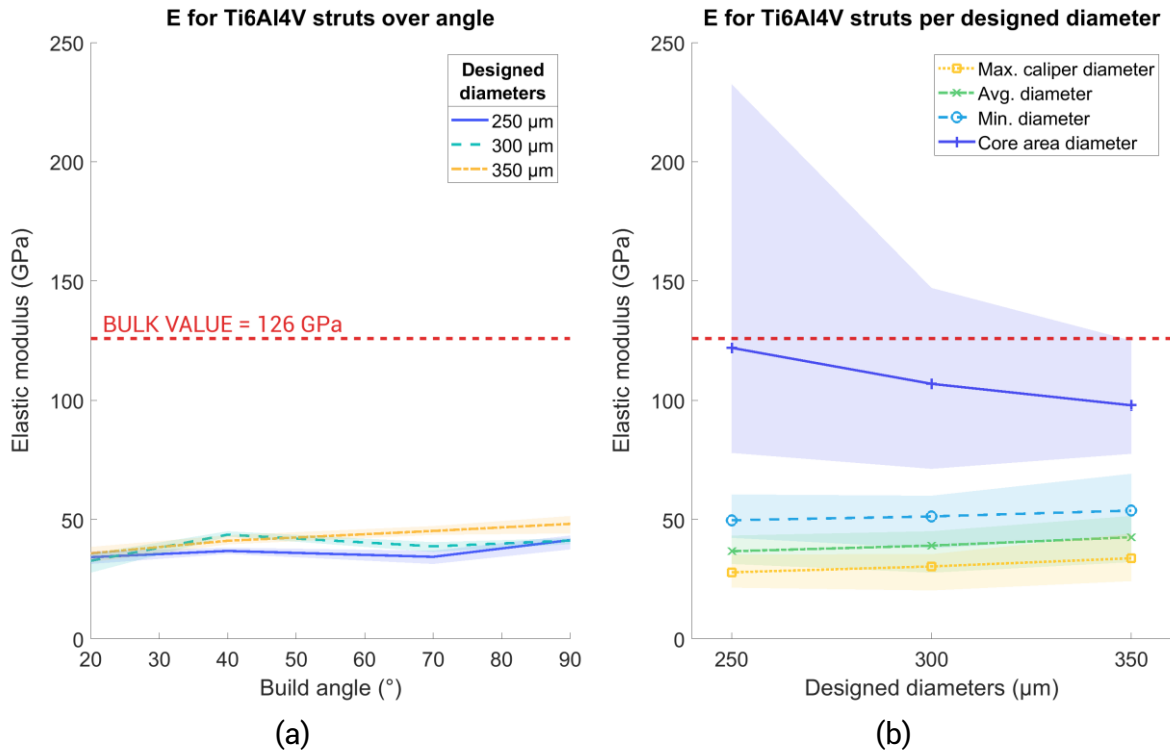 E for Ti6Al4V struts over angle
250
200
150
100
50
0
Elastic modulus (GPa)
Designed
diameters
250 µm
300 µm
350 µm
BULK VALUE = 126 GPa
20 30 40 50 60 70 80 90
Build angle (°)
(a)
E for Ti6Al4V struts per designed diameter
250
200
150
100
50
0
Elastic modulus (GPa)
Max. caliper diameter
Avg. diameter
Min. diameter
Core area diameter
250 300 350
Designed diameters (µm)
(b)